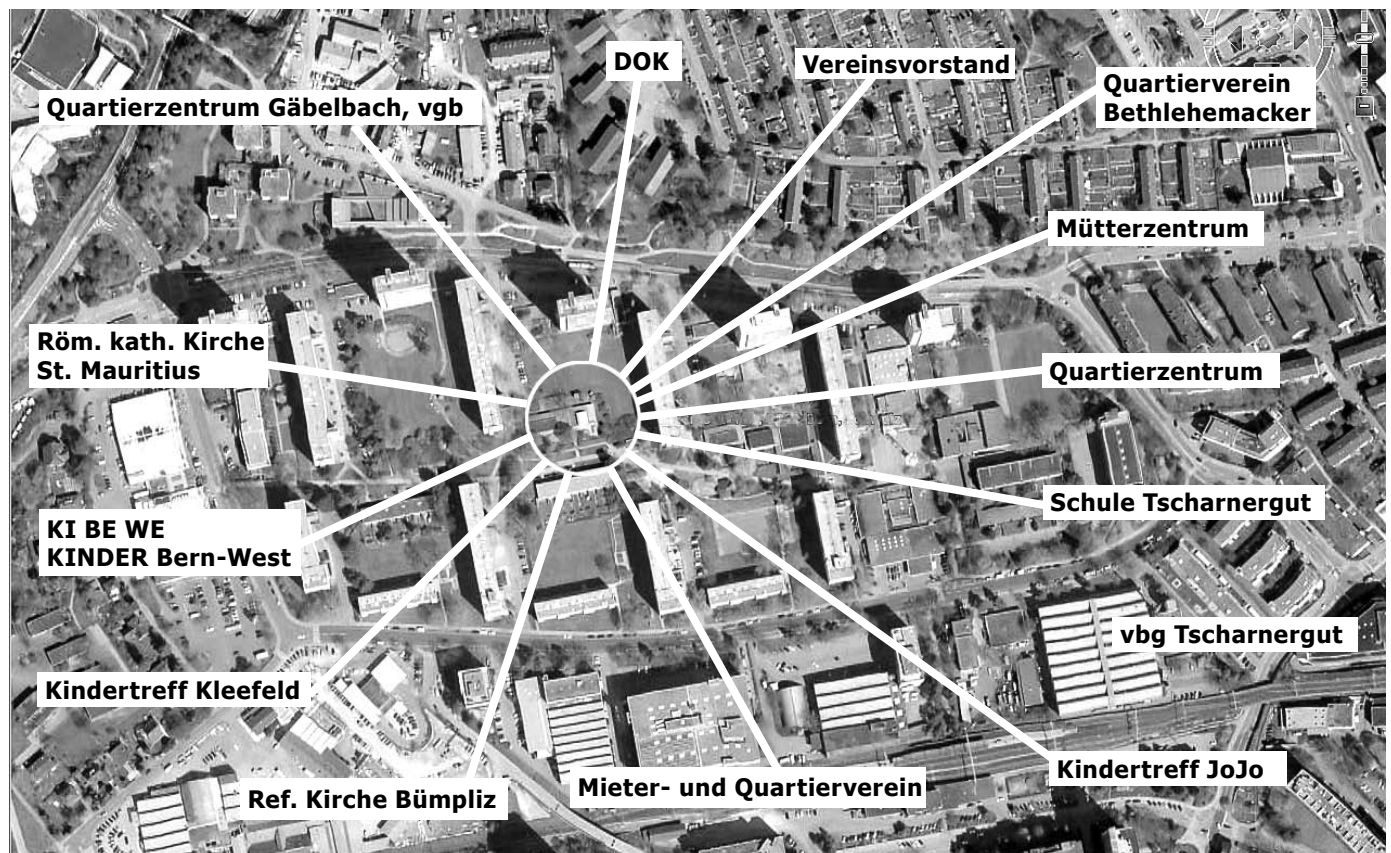 DOK
Vereinsvorstand
Quartierverein
Bethlehemacker
Quartierzentrum Gäbelbach, vgb
Mütterzentrum
Röm. kath. Kirche
St. Mauritius
Quartierzentrum
Schule Tscharnergut
KI BE WE
KINDER Bern-West
vbg Tscharnergut
Kindertreff Kleefeld
Kindertreff JoJo
Mieter- und Quartierverein
Ref. Kirche Bümpliz